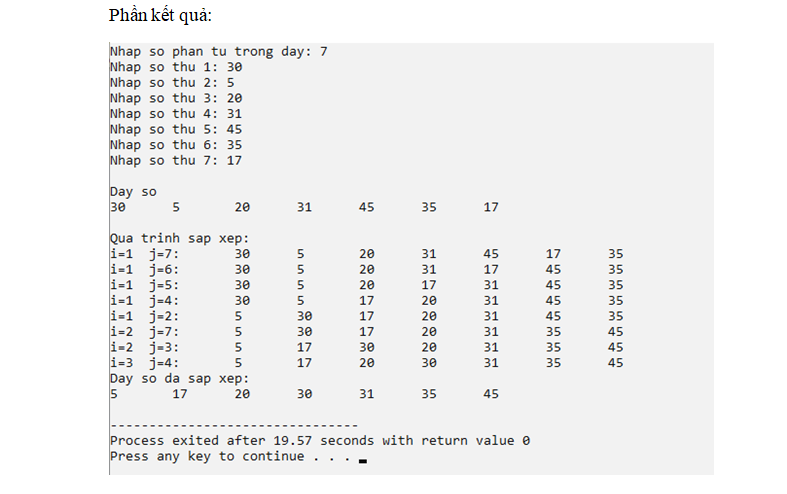 Phần kết quả:
Nhap so phan tu trong day: 7
Nhap so thu 1: 30
Nhap so thu 2: 5
Nhap so thu 3: 20
Nhap so thu 4: 31
Nhap so thu 5: 45
Nhap so thu 6: 35
Nhap so thu 7: 17
Day so
30 5 20 31 45 35 17
Qua trinh sap xep:
i=1 j=7: 30 5 20 31 45 17 35
i=1 j=6: 30 5 20 31 17 45 35
i=1 j=5: 30 5 20 17 31 45 35
i=1 j=4: 30 5 17 20 31 45 35
i=1 j=2: 5 30 17 20 31 45 35
i=2 j=7: 5 30 17 20 31 35 45
i=2 j=3: 5 17 30 20 31 35 45
i=3 j=4: 5 17 20 30 31 35 45
Day so da sap xep:
5 17 20 30 31 35 45
--------------------------------
Process exited after 19.57 seconds with return value 0
Press any key to continue . . .